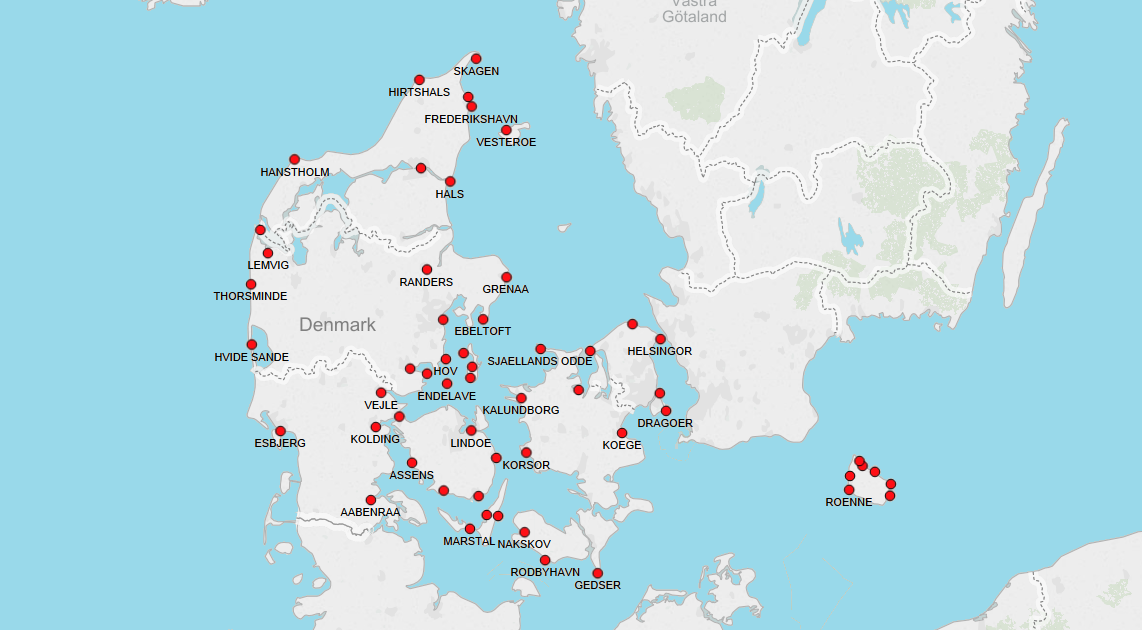 Västra
Götaland
SKAGEN
HIRTSHALS
FREDERIKSHAVN
VESTEROE
HANSTHOLM
HALS
LEMVIG
RANDERS
GRENAA
THORSMINDE
Denmark
EBELTOFT
HELSINGOR
HVIDE SANDE
SJAELLANDS ODDE
HOV
ENDELAVE
VEJLE
KALUNDBORG
DRAGOER
ESBJERG
KOLDING
LINDOE
KOEGE
KORSOR
ASSENS
ROENNE
AABENRAA
MARSTAL
NAKSKOV
RODBYHAVN
GEDSER